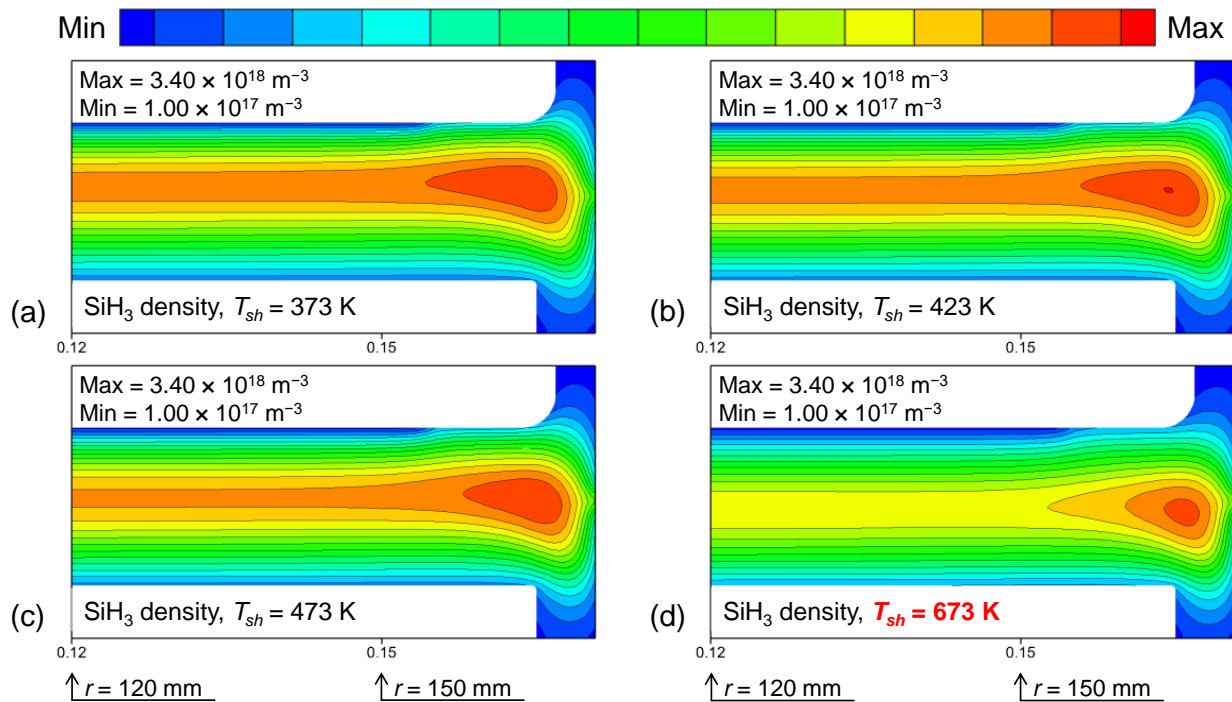 Min Max
Max = 3.40 × 10¹⁸ m⁻³
Min = 1.00 × 10¹⁷ m⁻³
(a) SiH₃ density, Tsh = 373 K
0.12 0.15
Max = 3.40 × 10¹⁸ m⁻³
Min = 1.00 × 10¹⁷ m⁻³
(b) SiH₃ density, Tsh = 423 K
0.12 0.15
Max = 3.40 × 10¹⁸ m⁻³
Min = 1.00 × 10¹⁷ m⁻³
(c) SiH₃ density, Tsh = 473 K
0.12 0.15
r = 120 mm r = 150 mm
Max = 3.40 × 10¹⁸ m⁻³
Min = 1.00 × 10¹⁷ m⁻³
(d) SiH₃ density, Tsh = 673 K
0.12 0.15
r = 120 mm r = 150 mm